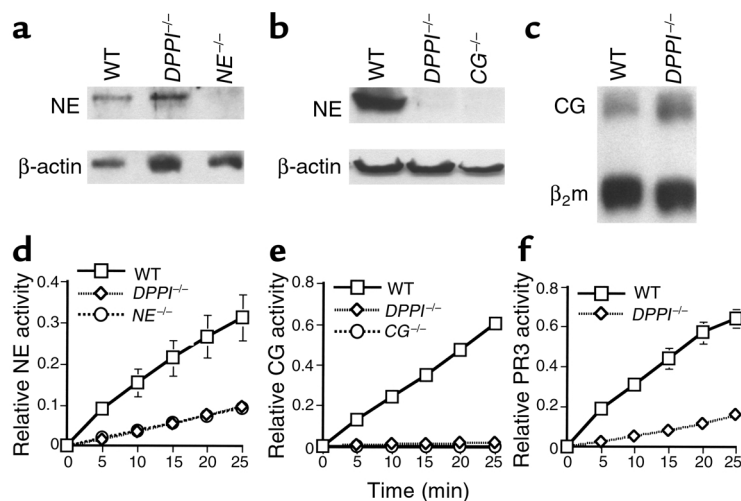 a
WT
DPPI–/–
NE–/–
NE
β-actin
b
WT
DPPI–/–
CG–/–
NE
β-actin
c
WT
DPPI–/–
CG
β2m
d
WT
DPPI–/–
NE–/–
Relative NE activity
0.4
0.3
0.2
0.1
0
0 5 10 15 20 25
e
WT
DPPI–/–
CG–/–
Relative CG activity
0.8
0.6
0.4
0.2
0
0 5 10 15 20 25
Time (min)
f
WT
DPPI–/–
Relative PR3 activity
0.8
0.6
0.4
0.2
0
0 5 10 15 20 25